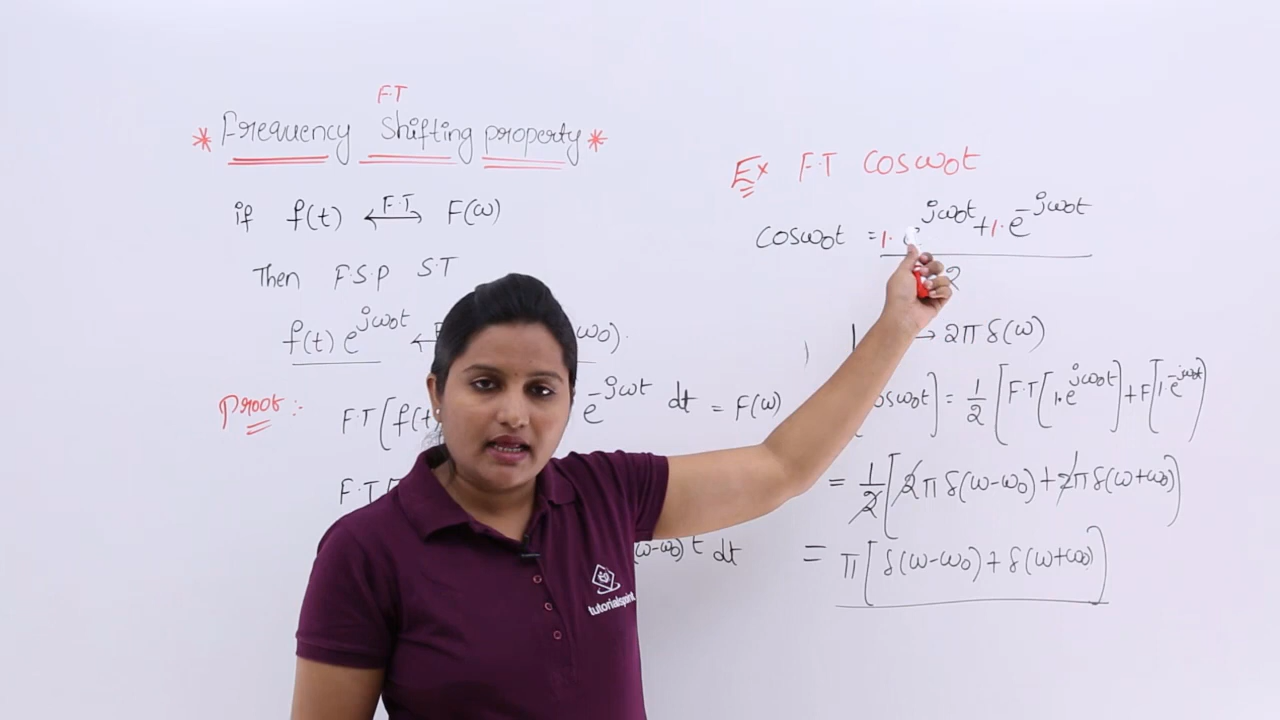 F.T
* Frequency Shifting property *
if f(t) ⟷ F(ω)
F.T
Then F.S.P S.T
f(t) e^{jω₀t} ω₀).
Proof :-
F.T [f(t) e^{-jωt} dt = F(ω)
F.T
(ω-ω₀)t dt
Ex F.T cosω₀t
cosω₀t = 1. e^{jω₀t} + 1. e^{-jω₀t}
2
→ 2π δ(ω)
cosω₀t] = 1/2 [F.T [1.e^{jω₀t}] + F[1.e^{-jω₀t}]
= 1/2 [2π δ(ω-ω₀) + 2π δ(ω+ω₀)]
= π [δ(ω-ω₀) + δ(ω+ω₀)]
tutorialspoint